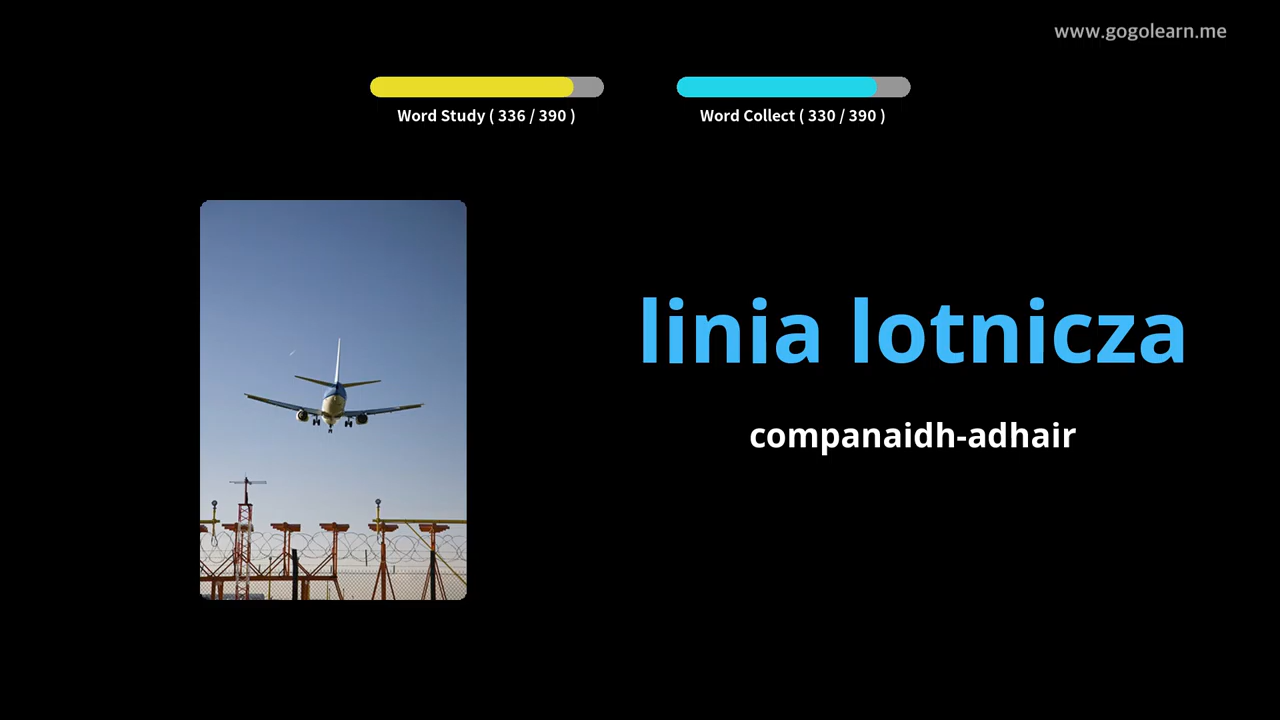 www.gogolearn.me
Word Study ( 336 / 390 )
Word Collect ( 330 / 390 )
linia lotnicza
companaidh-adhair